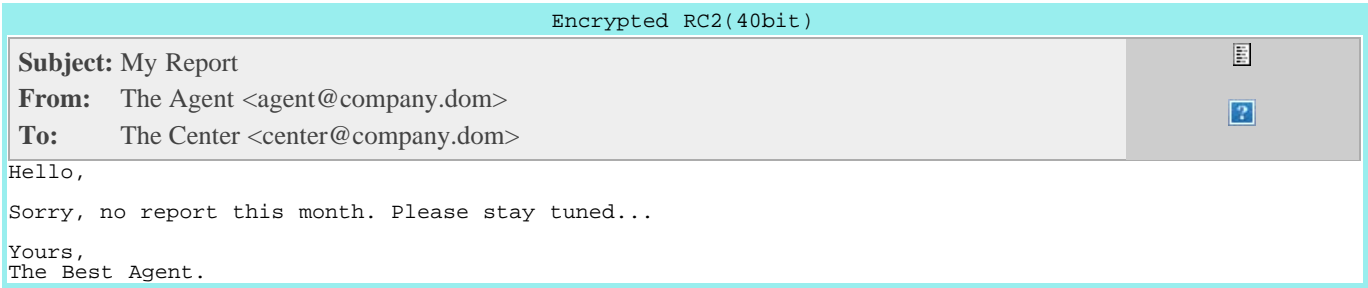 Encrypted RC2(40bit)
Subject: My Report
From: The Agent <agent@company.dom>
To: The Center <center@company.dom>
?
Hello,
Sorry, no report this month. Please stay tuned...
Yours,
The Best Agent.